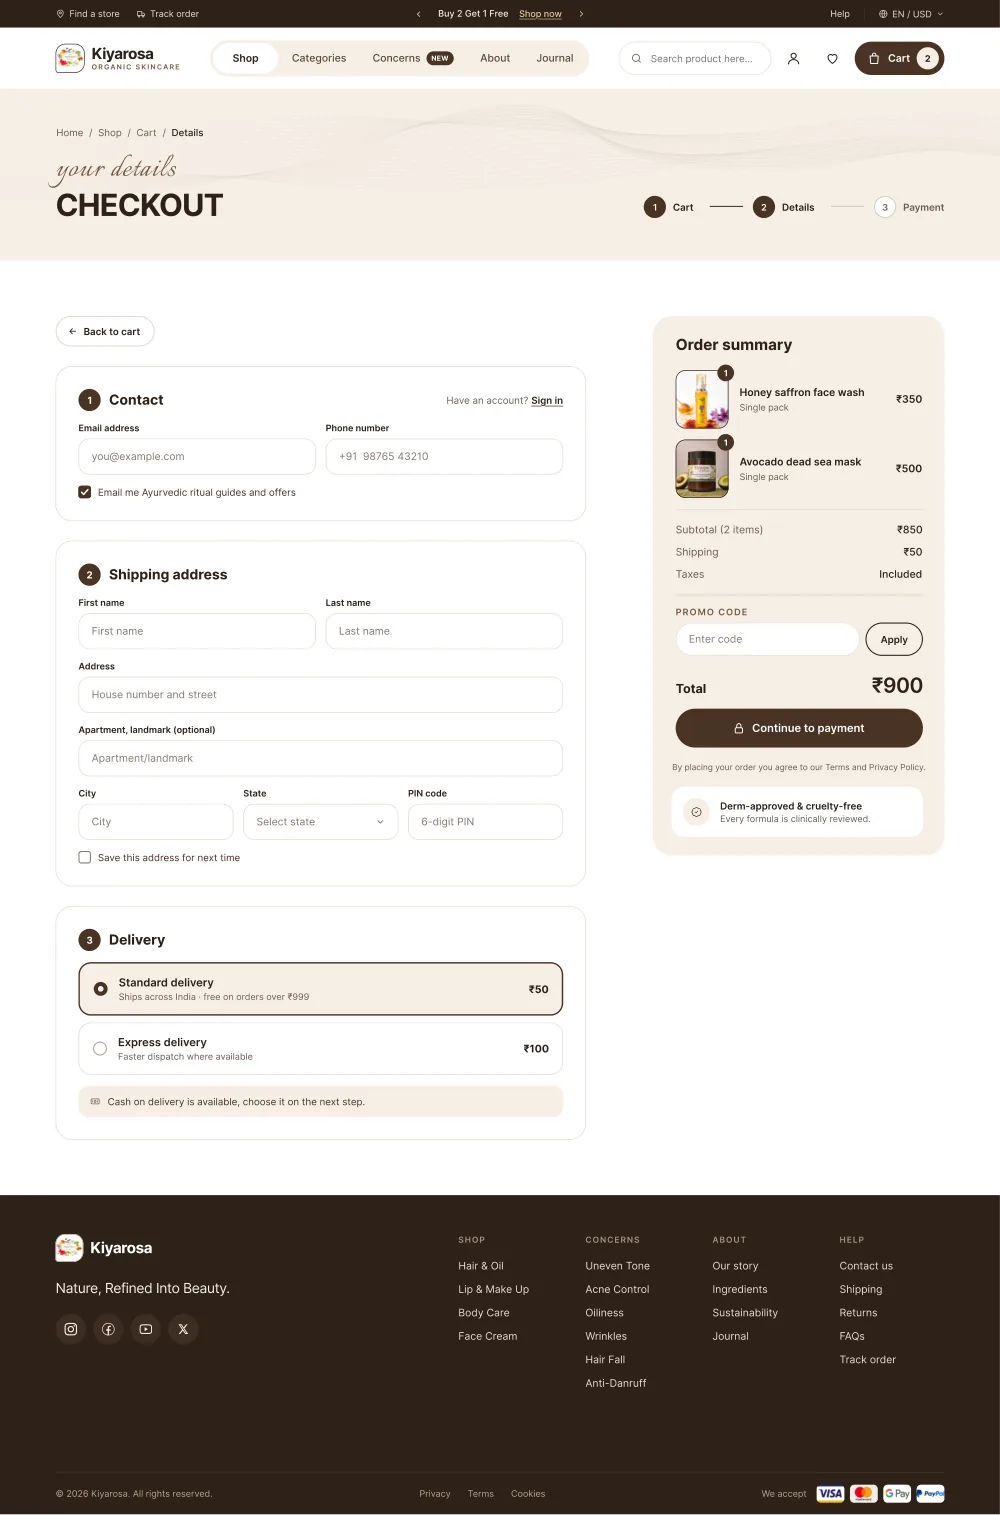 Find a store
Track order
Buy 2 Get 1 Free Shop now
Help
EN / USD
Kiyarosa
ORGANIC SKINCARE
Shop
Categories
Concerns NEW
About
Journal
Search product here...
Cart 2
Home / Shop / Cart / Details
your details
CHECKOUT
1 Cart
2 Details
3 Payment
Back to cart
1 Contact
Have an account? Sign in
Email address
Phone number
you@example.com
+91 98765 43210
Email me Ayurvedic ritual guides and offers
2 Shipping address
First name
Last name
First name
Last name
Address
House number and street
Apartment, landmark (optional)
Apartment/landmark
City
State
PIN code
City
Select state
6-digit PIN
Save this address for next time
3 Delivery
Standard delivery
Ships across India · free on orders over ₹999
₹50
Express delivery
Faster dispatch where available
₹100
Cash on delivery is available, choose it on the next step.
Order summary
1
Honey saffron face wash
Single pack
₹350
1
Avocado dead sea mask
Single pack
₹500
Subtotal (2 items) ₹850
Shipping ₹50
Taxes Included
PROMO CODE
Enter code
Apply
Total ₹900
Continue to payment
By placing your order you agree to our Terms and Privacy Policy.
Derm-approved & cruelty-free
Every formula is clinically reviewed.
Kiyarosa
Nature, Refined Into Beauty.
SHOP
Hair & Oil
Lip & Make Up
Body Care
Face Cream
CONCERNS
Uneven Tone
Acne Control
Oiliness
Wrinkles
Hair Fall
Anti-Danruff
ABOUT
Our story
Ingredients
Sustainability
Journal
HELP
Contact us
Shipping
Returns
FAQs
Track order
© 2026 Kiyarosa. All rights reserved.
Privacy
Terms
Cookies
We accept
VISA
G Pay
PayPal